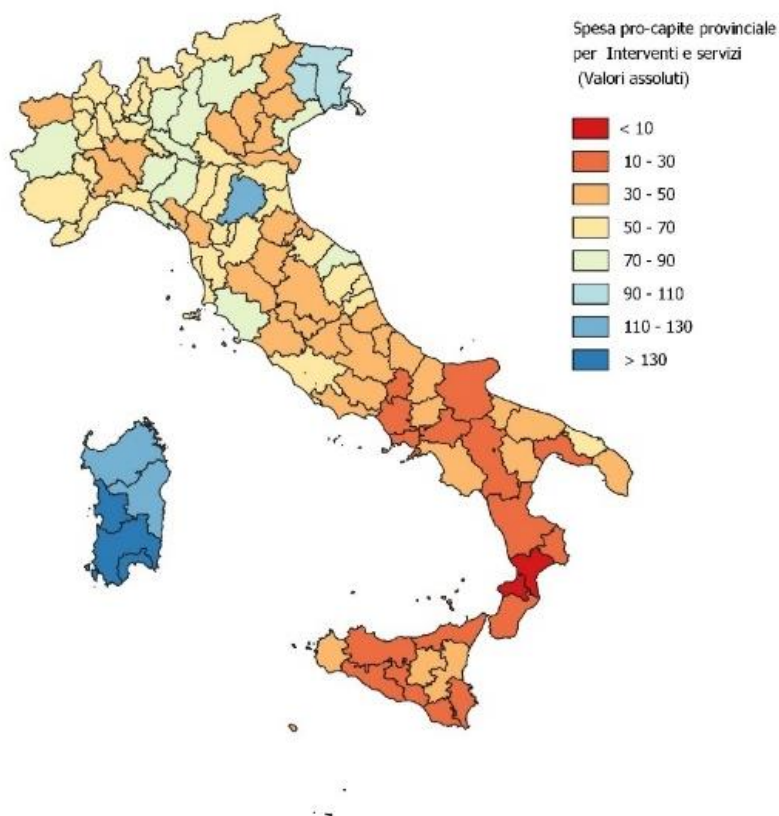 Spesa pro-capite provinciale
per Interventi e servizi
(Valori assoluti)
< 10
10 - 30
30 - 50
50 - 70
70 - 90
90 - 110
110 - 130
> 130